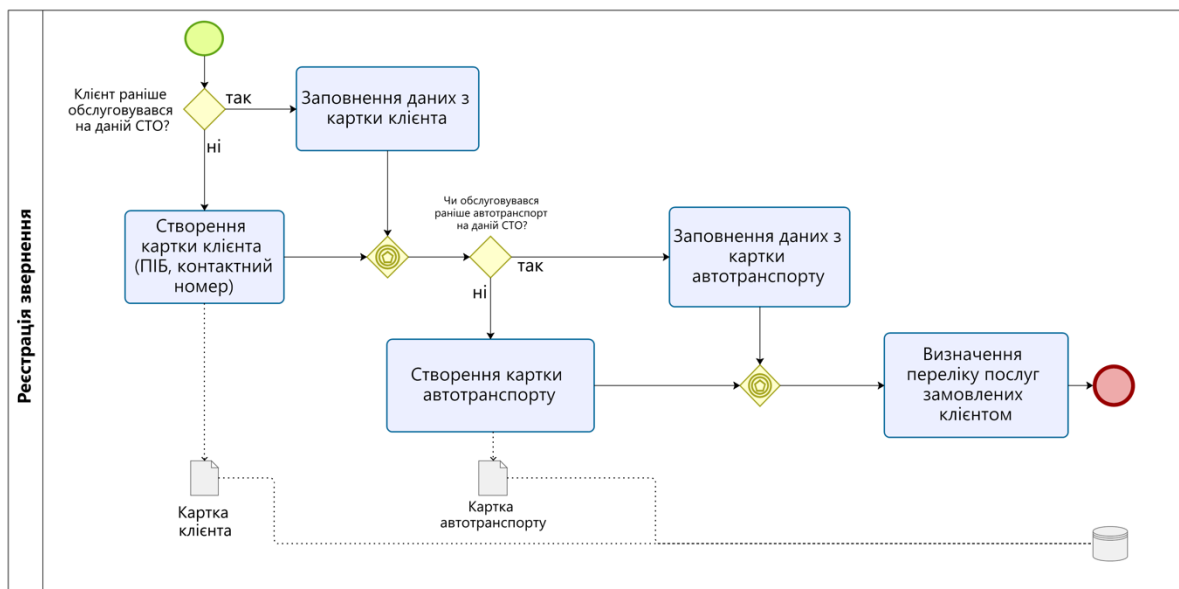 Реєстрація звернення
Клієнт раніше
обслуговувався
на даній СТО?
так
ні
Заповнення даних з
картки клієнта
Створення
картки клієнта
(ПІБ, контактний
номер)
Чи обслуговувався
раніше автотранспорт
на даній СТО?
так
ні
Заповнення даних з
картки
автотранспорту
Створення картки
автотранспорту
Визначення
переліку послуг
замовлених
клієнтом
Картка
клієнта
Картка
автотранспорту